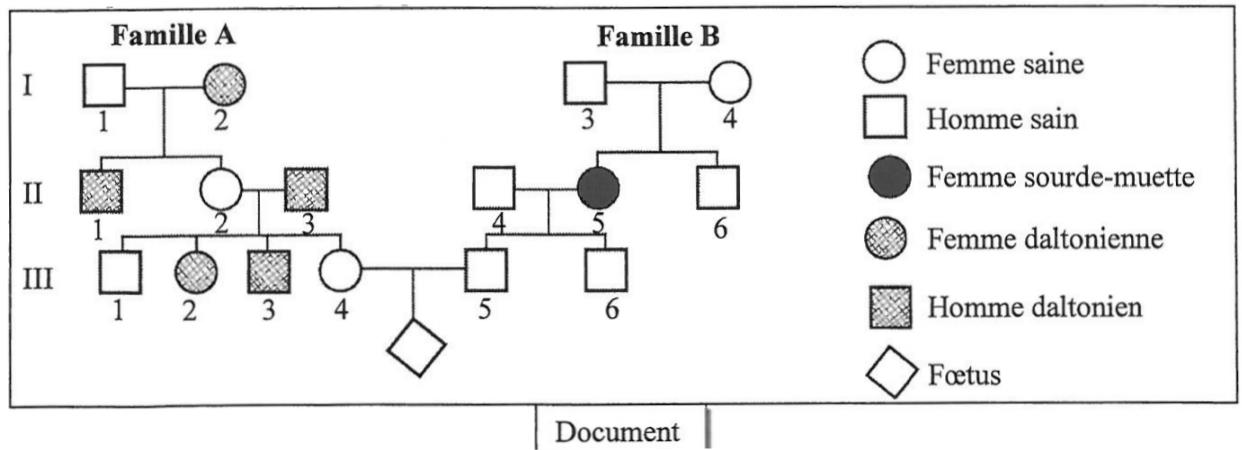 Famille A
Famille B
I
1
2
3
4
II
1
2
3
4
5
6
III
1
2
3
4
5
6
Femme saine
Homme sain
Femme sourde-muette
Femme daltonienne
Homme daltonien
Fœtus
Document